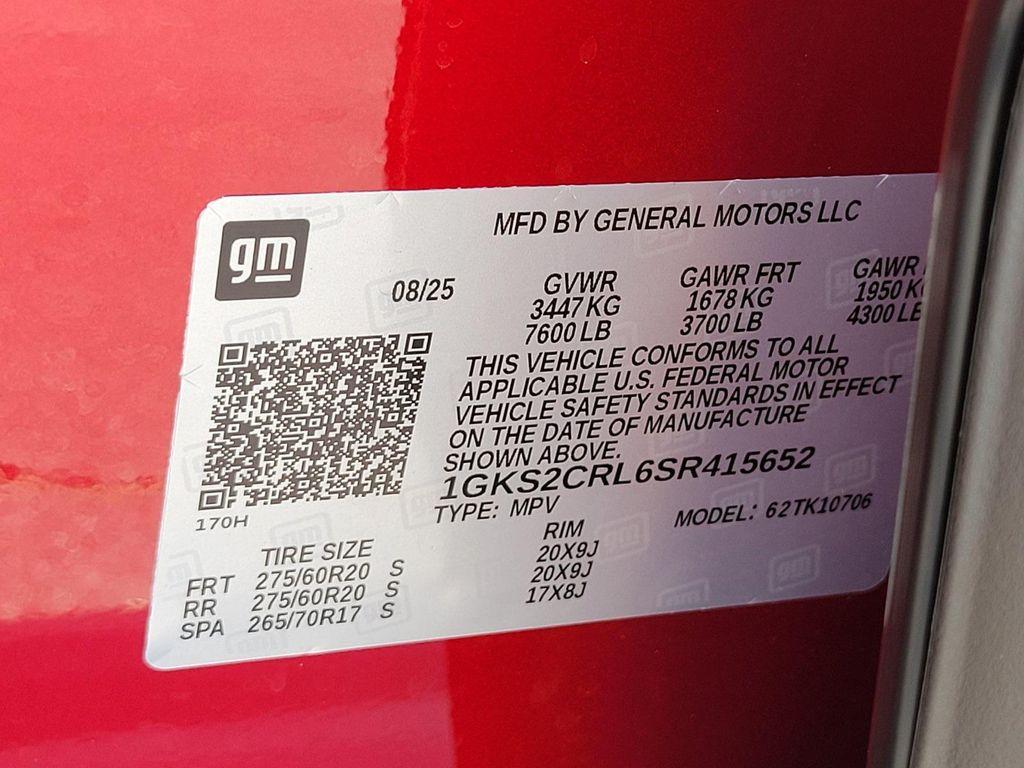 gm
MFD BY GENERAL MOTORS LLC
08/25 GVWR GAWR FRT GAWR
3447 KG 1678 KG 1950
7600 LB 3700 LB 4300
THIS VEHICLE CONFORMS TO ALL
APPLICABLE U.S. FEDERAL MOTOR
VEHICLE SAFETY STANDARDS IN EFFECT
ON THE DATE OF MANUFACTURE
SHOWN ABOVE.
1GKS2CRL6SR415652
TYPE: MPV MODEL: 62TK10706
170H
TIRE SIZE RIM
FRT 275/60R20 S 20X9J
RR 275/60R20 S 20X9J
SPA 265/70R17 S 17X8J